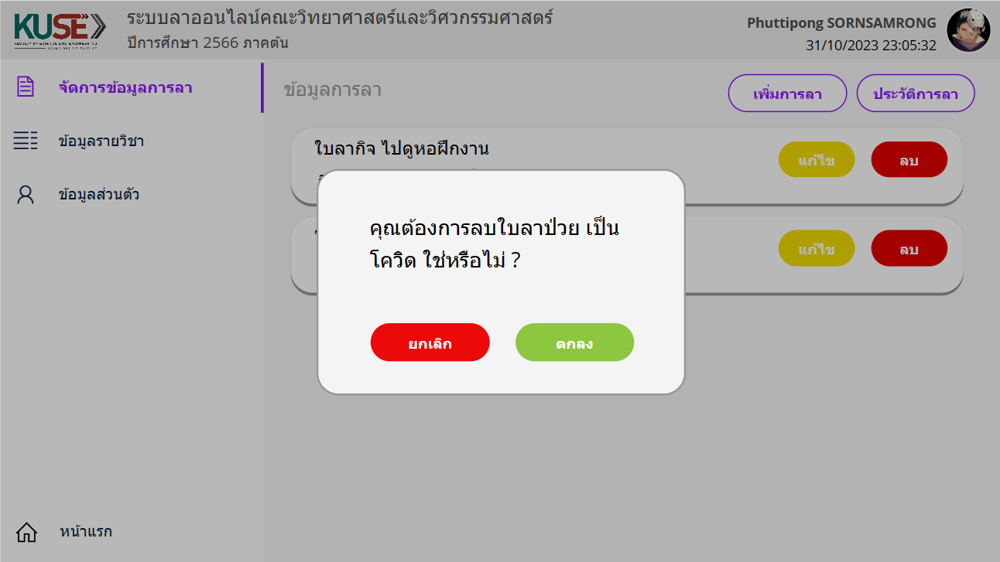 KUSE
FACULTY OF SCIENCE AND ENGINEERING
ระบบลาออนไลน์คณะวิทยาศาสตร์และวิศวกรรมศาสตร์
ปีการศึกษา 2566 ภาคต้น
Phuttipong SORNSAMRONG
31/10/2023 23:05:32
จัดการข้อมูลการลา
ข้อมูลรายวิชา
ข้อมูลส่วนตัว
หน้าแรก
ข้อมูลการลา
เพิ่มการลา
ประวัติการลา
ใบลากิจ ไปดูหอฝึกงาน
แก้ไข
ลบ
แก้ไข
ลบ
คุณต้องการลบใบลาป่วย เป็น
โควิด ใช่หรือไม่ ?
ยกเลิก
ตกลง